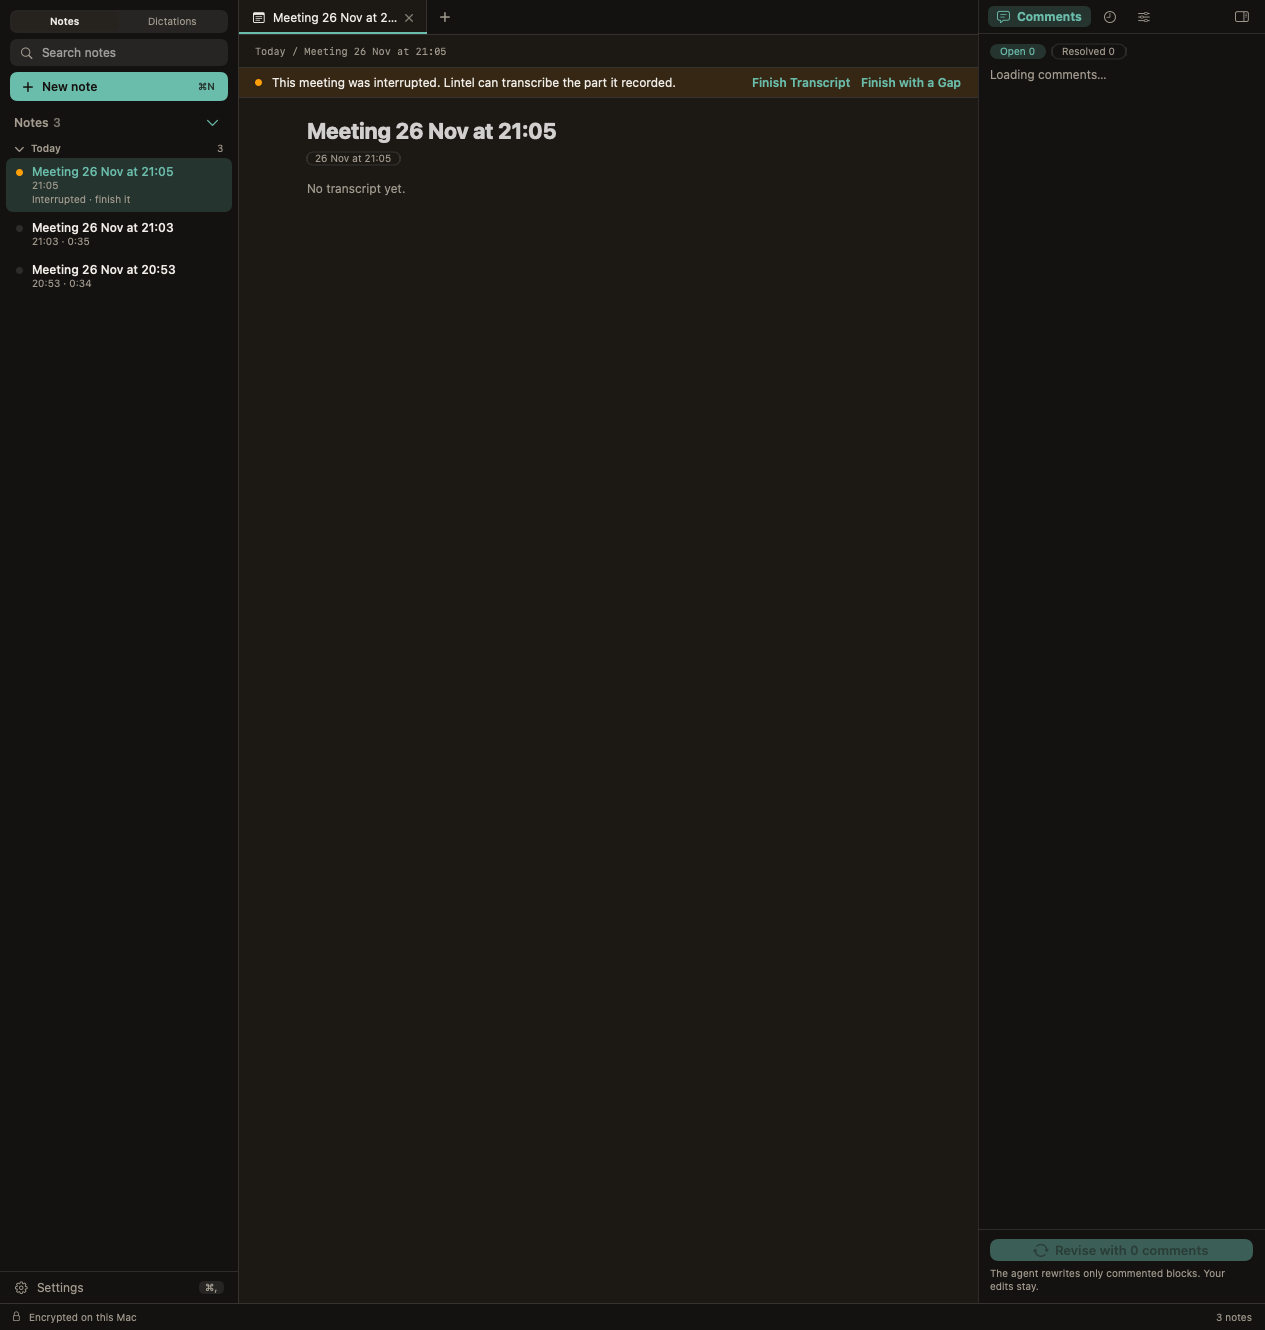 Notes
Dictations
Search notes
New note ⌘N
Notes 3
Today 3
Meeting 26 Nov at 21:05
21:05
Interrupted · finish it
Meeting 26 Nov at 21:03
21:03 · 0:35
Meeting 26 Nov at 20:53
20:53 · 0:34
Settings ⌘,
Encrypted on this Mac
Meeting 26 Nov at 2...
Today / Meeting 26 Nov at 21:05
This meeting was interrupted. Lintel can transcribe the part it recorded.
Finish Transcript
Finish with a Gap
Meeting 26 Nov at 21:05
26 Nov at 21:05
No transcript yet.
Comments
Open 0
Resolved 0
Loading comments...
Revise with 0 comments
The agent rewrites only commented blocks. Your
edits stay.
3 notes